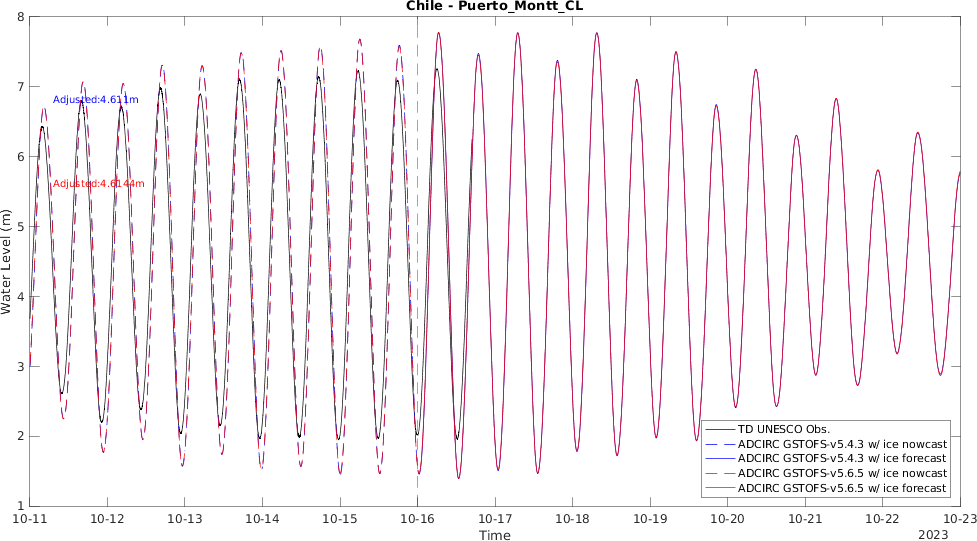 Chile - Puerto_Montt_CL
8
7
6
5
4
3
2
1
Water Level (m)
Adjusted:4.611m
Adjusted:4.6144m
TD UNESCO Obs.
ADCIRC GSTOFS-v5.4.3 w/ ice nowcast
ADCIRC GSTOFS-v5.4.3 w/ ice forecast
ADCIRC GSTOFS-v5.6.5 w/ ice nowcast
ADCIRC GSTOFS-v5.6.5 w/ ice forecast
10-11 10-12 10-13 10-14 10-15 10-16 10-17 10-18 10-19 10-20 10-21 10-22 10-23
Time
2023